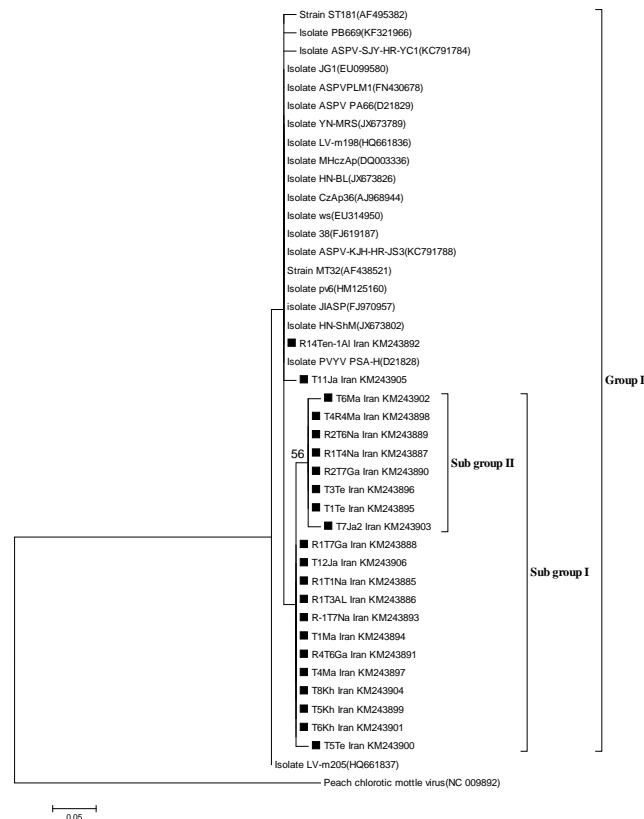 Strain ST181(AF495382)
Isolate PB669(KF321966)
Isolate ASPV-SJY-HR-YC1(KC791784)
Isolate JG1(EU099580)
Isolate ASPVPLM1(FN430678)
Isolate ASPV PA66(D21829)
Isolate YN-MRS(JX673789)
Isolate LV-m198(HQ661836)
Isolate MHczAp(DQ003336)
Isolate HN-BL(JX673826)
Isolate CzAp36(AJ968944)
Isolate ws(EU314950)
Isolate 38(FJ619187)
Isolate ASPV-KJH-HR-JS3(KC791788)
Strain MT32(AF438521)
Isolate pv6(HM125160)
isolate JIASP(FJ970957)
Isolate HN-ShM(JX673802)
R14Ten-1Al Iran KM243892
Isolate PVYV PSA-H(D21828)
T11Ja Iran KM243905
Group I
T6Ma Iran KM243902
T4R4Ma Iran KM243898
R2T6Na Iran KM243889
56
R1T4Na Iran KM243887
R2T7Ga Iran KM243890
Sub group II
T3Te Iran KM243896
T1Te Iran KM243895
T7Ja2 Iran KM243903
R1T7Ga Iran KM243888
T12Ja Iran KM243906
Sub group I
R1T1Na Iran KM243885
R1T3AL Iran KM243886
R-1T7Na Iran KM243893
T1Ma Iran KM243894
R4T6Ga Iran KM243891
T4Ma Iran KM243897
T8Kh Iran KM243904
T5Kh Iran KM243899
T6Kh Iran KM243901
T5Te Iran KM243900
Isolate LV-m205(HQ661837)
Peach chlorotic mottle virus(NC 009892)
0.05